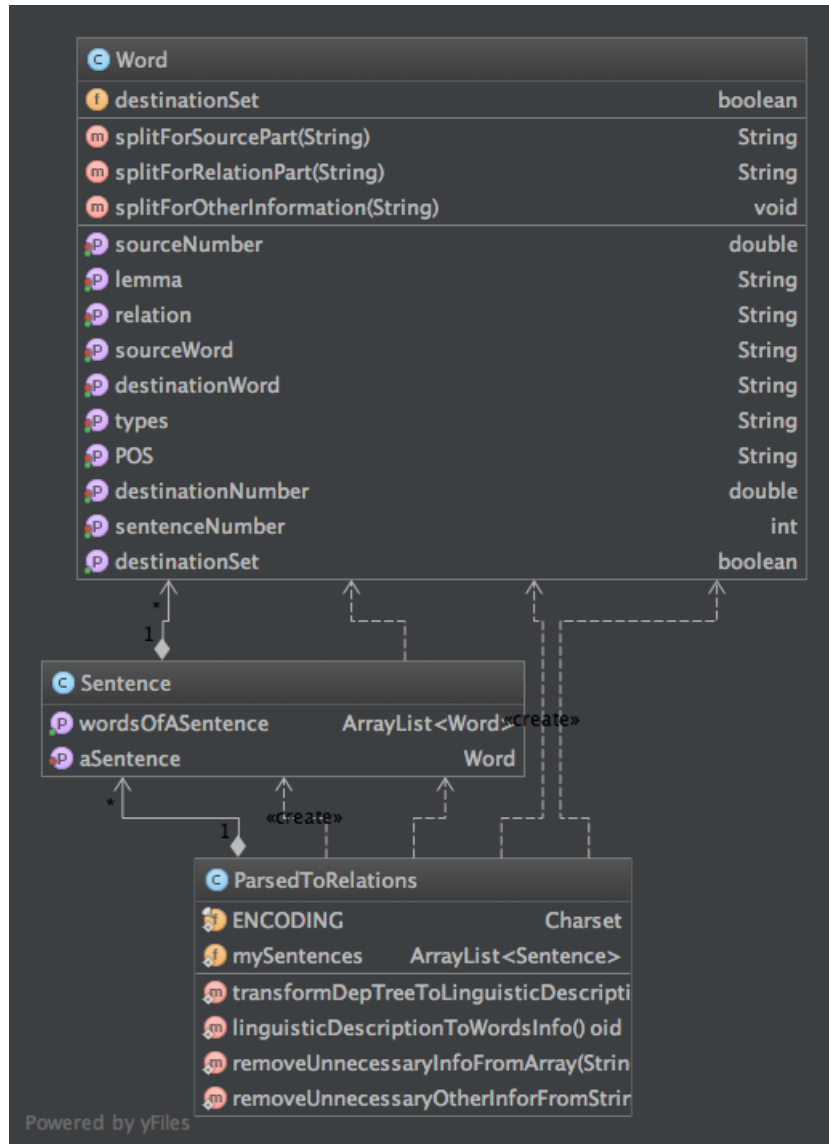 Word
destinationSet boolean
splitForSourcePart(String) String
splitForRelationPart(String) String
splitForOtherInformation(String) void
sourceNumber double
lemma String
relation String
sourceWord String
destinationWord String
types String
POS String
destinationNumber double
sentenceNumber int
destinationSet boolean
*
1
Sentence
wordsOfASentence ArrayList<Word>
«create»
aSentence Word
*
«create»
1
ParsedToRelations
ENCODING Charset
mySentences ArrayList<Sentence>
transformDepTreeToLinguisticDescripti
linguisticDescriptionToWordsInfo() oid
removeUnnecessaryInfoFromArray(Strin
removeUnnecessaryOtherInforFromStrir
Powered by yFiles